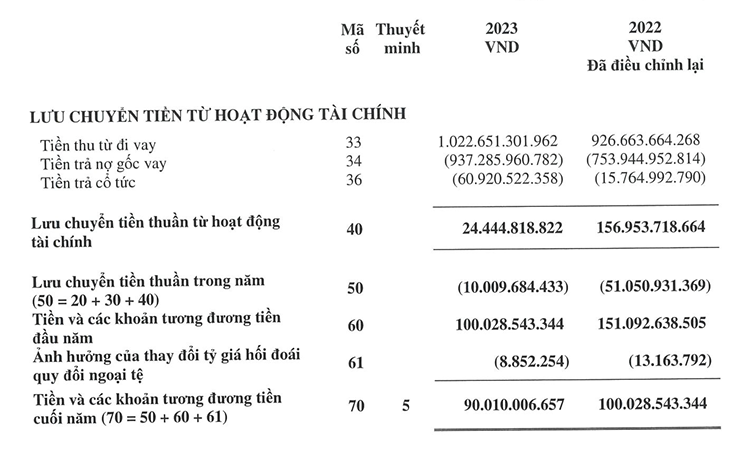 Mã số Thuyết minh 2023 VND 2022 VND Đã điều chỉnh lại
LƯU CHUYỂN TIỀN TỪ HOẠT ĐỘNG TÀI CHÍNH
Tiền thu từ đi vay 33 1.022.651.301.962 926.663.664.268
Tiền trả nợ gốc vay 34 (937.285.960.782) (753.944.952.814)
Tiền trả cổ tức 36 (60.920.522.358) (15.764.992.790)
Lưu chuyển tiền thuần từ hoạt động
tài chính 40 24.444.818.822 156.953.718.664
Lưu chuyển tiền thuần trong năm
(50 = 20 + 30 + 40) 50 (10.009.684.433) (51.050.931.369)
Tiền và các khoản tương đương tiền
đầu năm 60 100.028.543.344 151.092.638.505
Ảnh hưởng của thay đổi tỷ giá hối đoái
quy đổi ngoại tệ 61 (8.852.254) (13.163.792)
Tiền và các khoản tương đương tiền
cuối năm (70 = 50 + 60 + 61) 70 5 90.010.006.657 100.028.543.344